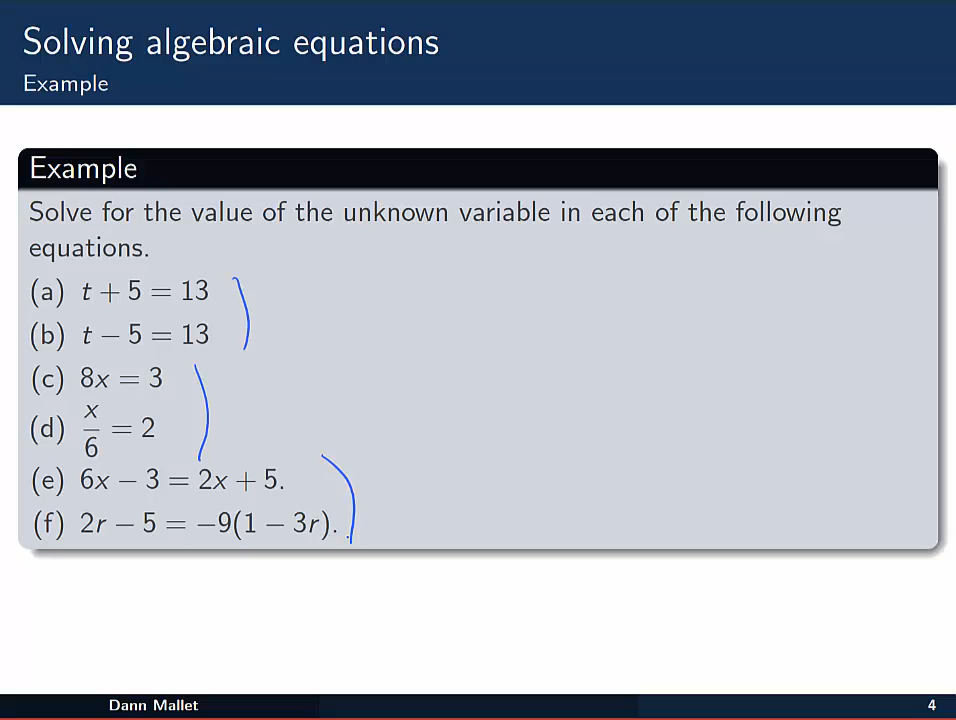 Solving algebraic equations
Example
Example
Solve for the value of the unknown variable in each of the following
equations.
(a) t + 5 = 13
(b) t − 5 = 13
(c) 8x = 3
(d) x/6 = 2
(e) 6x − 3 = 2x + 5.
(f) 2r − 5 = −9(1 − 3r).
Dann Mallet 4